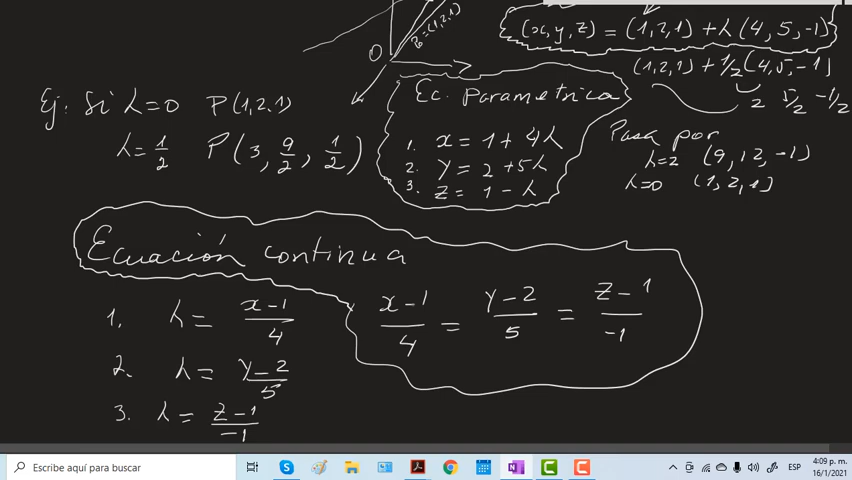 (x,y,z) = (1,2,1) + λ(4,5,-1)
(1,2,1) + 1/2(4,5,-1)
2 5/2 -1/2
O
B=(1,2,1)
Ej: Si λ=0 P(1,2,1)
λ=1/2 P(3, 9/2, 1/2)
Ec. Parametrica
1. x = 1 + 4λ
2. y = 2 + 5λ
3. z = 1 - λ
Pasa por
λ=2 (9,12,-1)
λ=0 (1,2,1)
Ecuación continua
1. λ = x-1/4
2. λ = y-2/5
3. λ = z-1/-1
x-1/4 = y-2/5 = z-1/-1
Escribe aquí para buscar
ESP
4:09 p. m.
16/1/2021